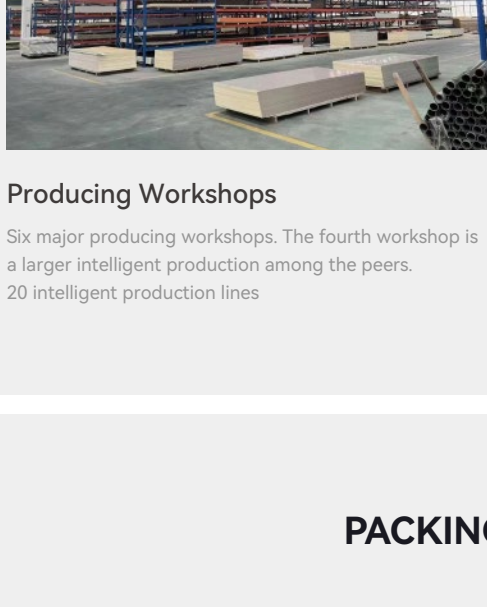 Producing Workshops
Six major producing workshops. The fourth workshop is
a larger intelligent production among the peers.
20 intelligent production lines